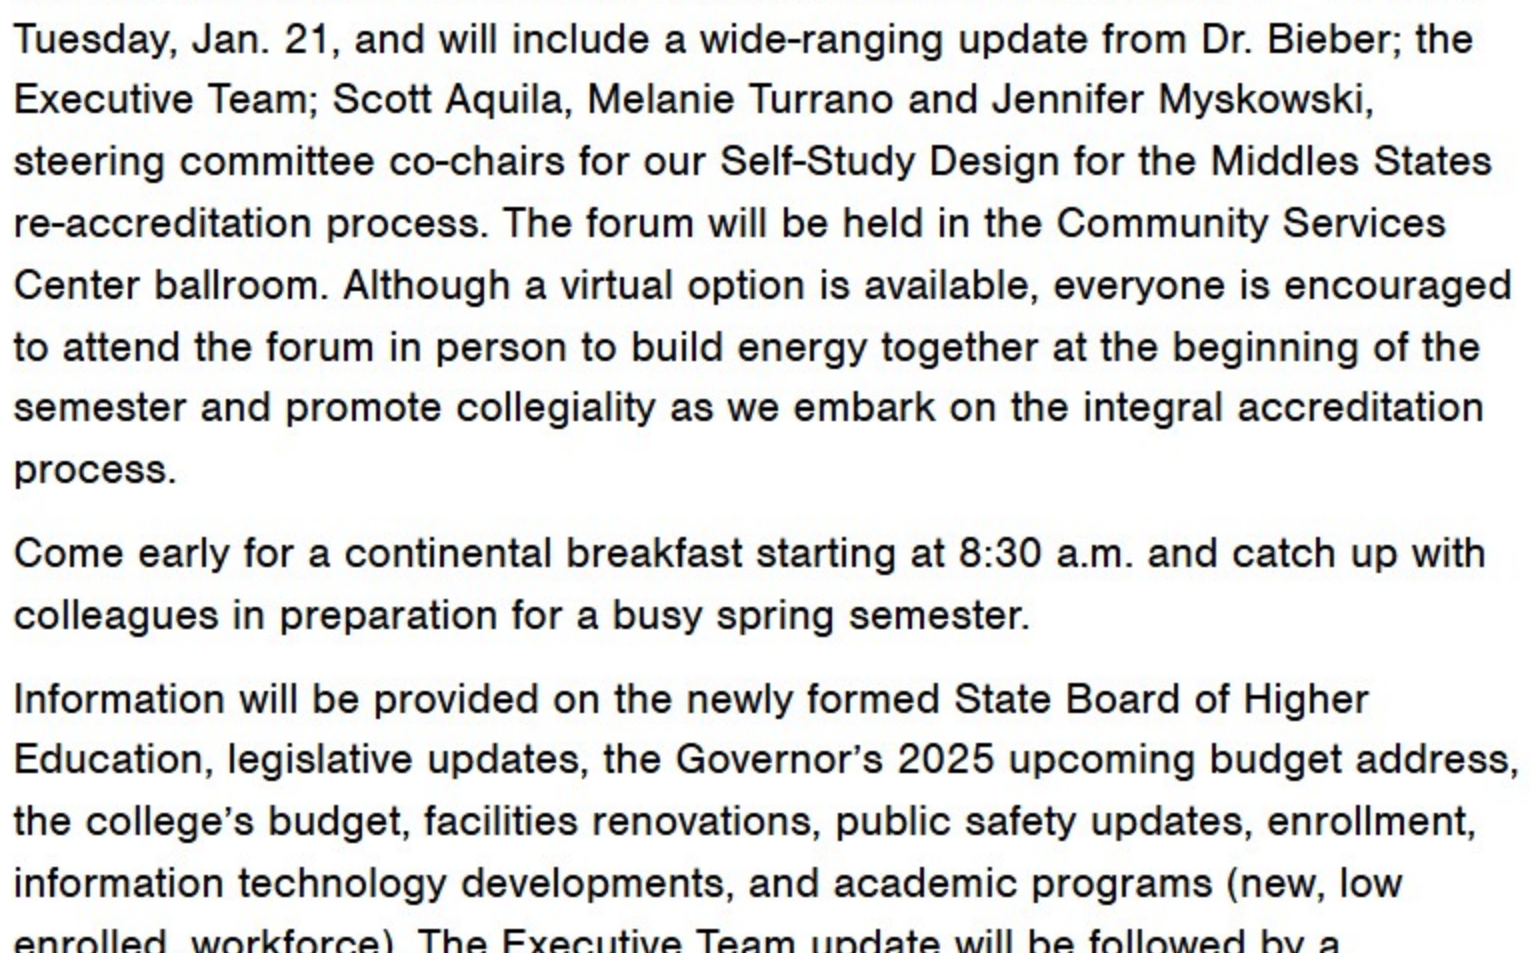 Tuesday, Jan. 21, and will include a wide-ranging update from Dr. Bieber; the
Executive Team; Scott Aquila, Melanie Turrano and Jennifer Myskowski,
steering committee co-chairs for our Self-Study Design for the Middles States
re-accreditation process. The forum will be held in the Community Services
Center ballroom. Although a virtual option is available, everyone is encouraged
to attend the forum in person to build energy together at the beginning of the
semester and promote collegiality as we embark on the integral accreditation
process.
Come early for a continental breakfast starting at 8:30 a.m. and catch up with
colleagues in preparation for a busy spring semester.
Information will be provided on the newly formed State Board of Higher
Education, legislative updates, the Governor’s 2025 upcoming budget address,
the college’s budget, facilities renovations, public safety updates, enrollment,
information technology developments, and academic programs (new, low
enrolled, workforce). The Executive Team update will be followed by a